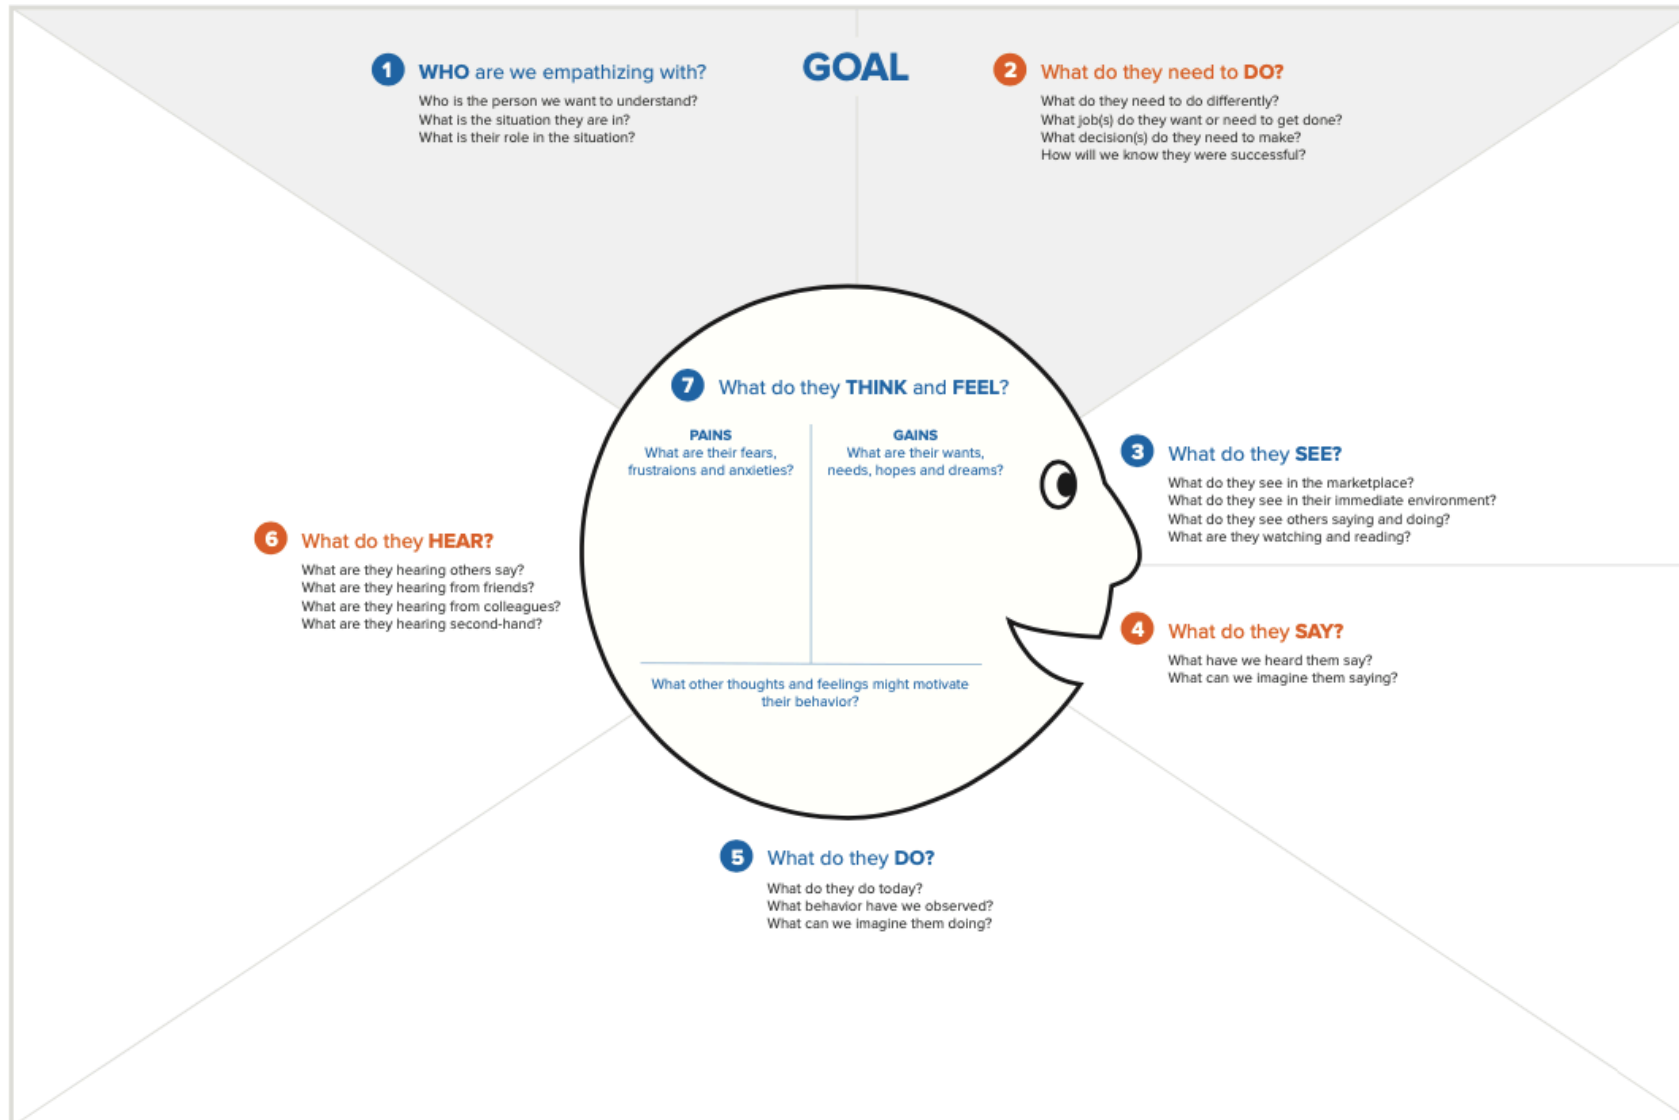 GOAL
1 WHO are we empathizing with?
Who is the person we want to understand?
What is the situation they are in?
What is their role in the situation?
2 What do they need to DO?
What do they need to do differently?
What job(s) do they want or need to get done?
What decision(s) do they need to make?
How will we know they were successful?
3 What do they SEE?
What do they see in the marketplace?
What do they see in their immediate environment?
What do they see others saying and doing?
What are they watching and reading?
4 What do they SAY?
What have we heard them say?
What can we imagine them saying?
5 What do they DO?
What do they do today?
What behavior have we observed?
What can we imagine them doing?
6 What do they HEAR?
What are they hearing others say?
What are they hearing from friends?
What are they hearing from colleagues?
What are they hearing second-hand?
7 What do they THINK and FEEL?
PAINS
What are their fears,
frustraions and anxieties?
GAINS
What are their wants,
needs, hopes and dreams?
What other thoughts and feelings might motivate
their behavior?